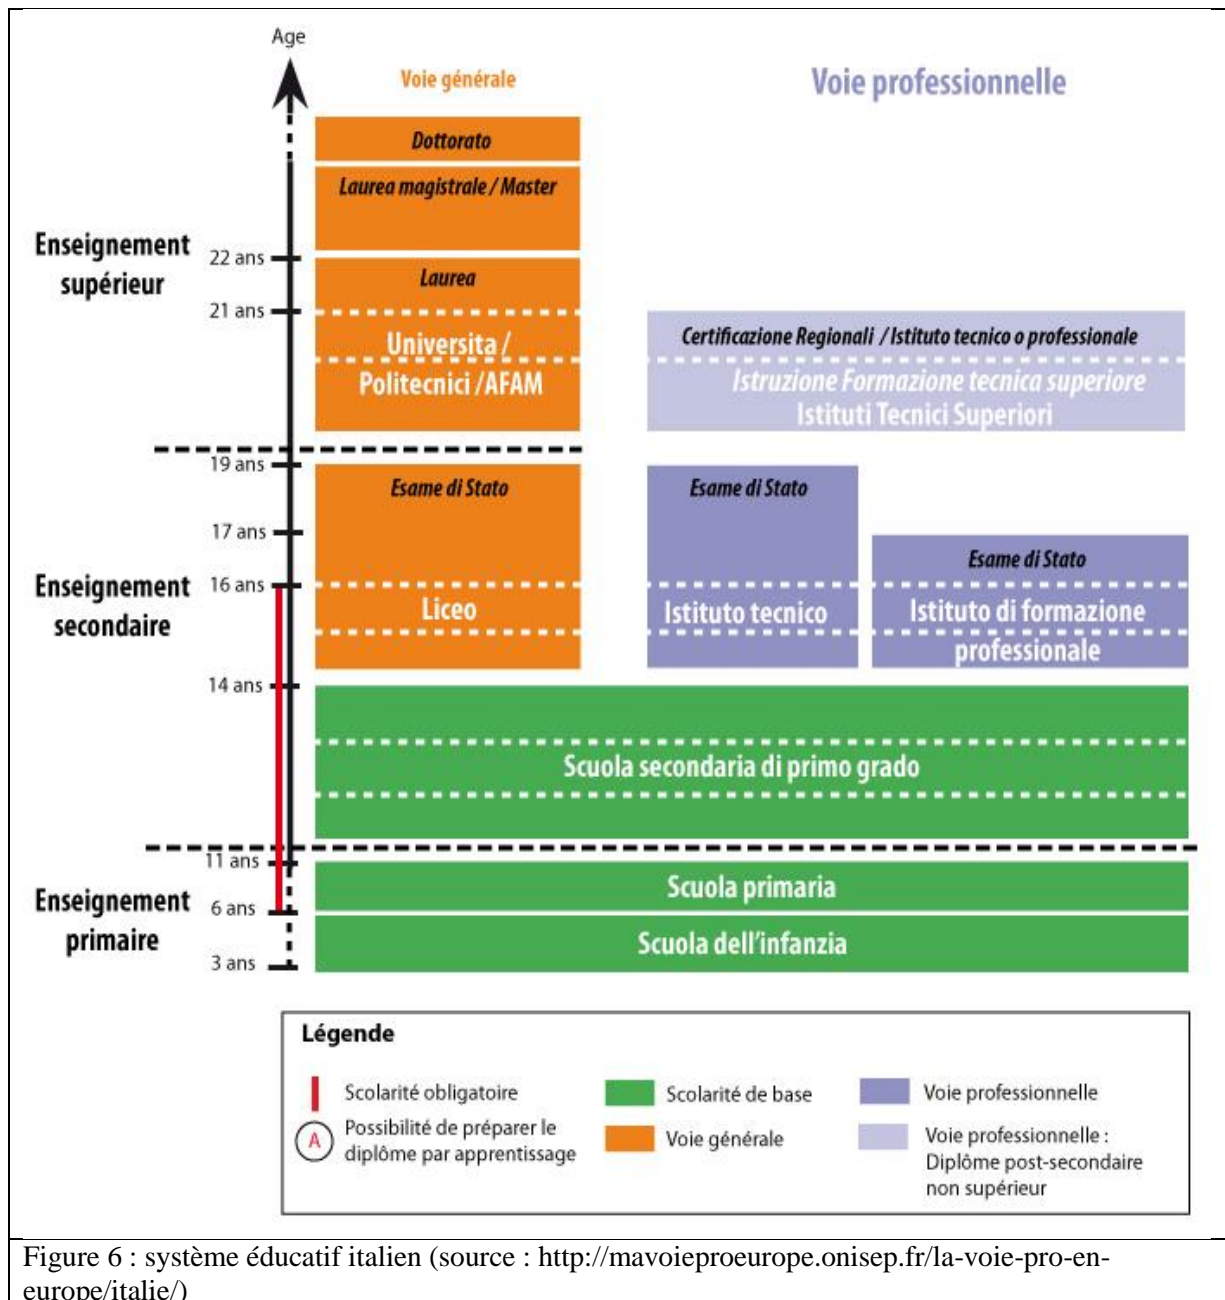 Age
Voie générale
Voie professionnelle
Dottorato
Laurea magistrale / Master
Enseignement
supérieur
22 ans
21 ans
Laurea
Universita /
Politecnici /AFAM
Certificazione Regionali / Istituto tecnico o professionale
Istruzione Formazione tecnica superiore
Istituti Tecnici Superiori
19 ans
17 ans
16 ans
14 ans
Enseignement
secondaire
Esame di Stato
Liceo
Esame di Stato
Istituto tecnico
Esame di Stato
Istituto di formazione
professionale
Scuola secondaria di primo grado
11 ans
6 ans
3 ans
Enseignement
primaire
Scuola primaria
Scuola dell'infanzia
Légende
Scolarité obligatoire
A
Possibilité de préparer le
diplôme par apprentissage
Scolarité de base
Voie générale
Voie professionnelle
Voie professionnelle :
Diplôme post-secondaire
non supérieur
Figure 6 : système éducatif italien (source : http://mavoieproeurope.onisep.fr/la-voie-pro-en-
europe/italie/)